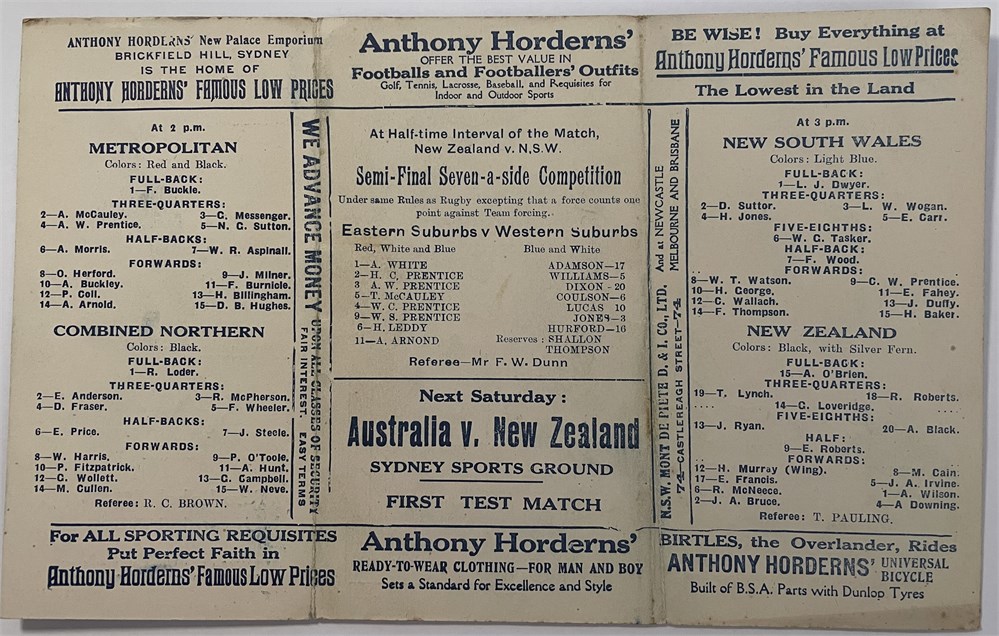 ANTHONY HORDERNS' New Palace Emporium
BRICKFIELD HILL, SYDNEY
IS THE HOME OF
ANTHONY HORDERNS' FAMOUS LOW PRICES
At 2 p.m.
METROPOLITAN
Colors: Red and Black.
FULL-BACK:
1—F. Buckle.
THREE-QUARTERS:
2—A. McCauley. 3—C. Messenger.
4—A. W. Prentice. 5—N. C. Sutton.
HALF-BACKS:
6—A. Morris. 7—W. R. Aspinall.
FORWARDS:
8—O. Herford. 9—J. Milner.
10—A. Buckley. 11—F. Burnicle.
12—P. Coll. 13—H. Billingham.
14—A. Arnold. 15—D. B. Hughes.
COMBINED NORTHERN
Colors: Black.
FULL-BACK:
1—R. Loder.
THREE-QUARTERS:
2—E. Anderson. 3—R. McPherson.
4—D. Fraser. 5—F. Wheeler.
HALF-BACKS:
6—E. Price. 7—J. Steele.
FORWARDS:
8—W. Harris. 9—P. O'Toole.
10—P. Fitzpatrick. 11—A. Hunt.
12—C. Wollett. 13—C. Campbell.
14—M. Cullen. 15—W. Neve.
Referee: R. C. BROWN.
For ALL SPORTING REQUISITES
Put Perfect Faith in
Anthony Horderns' Famous Low Prices
WE ADVANCE MONEY UPON ALL CLASSES OF SECURITY
FAIR INTEREST. EASY TERMS
Anthony Horderns'
OFFER THE BEST VALUE IN
Footballs and Footballers' Outfits
Golf, Tennis, Lacrosse, Baseball, and Requisites for
Indoor and Outdoor Sports
At Half-time Interval of the Match,
New Zealand v. N.S.W.
Semi-Final Seven-a-side Competition
Under same Rules as Rugby excepting that a force counts one
point against Team forcing.
Eastern Suburbs v Western Suburbs
Red, White and Blue Blue and White
1—A. WHITE ADAMSON—17
2—H. C. PRENTICE WILLIAMS—5
3 A. W. PRENTICE DIXON - 20
5—T. McCAULEY COULSON—6
4—W. C. PRENTICE LUCAS 10
9—W. S. PRENTICE JONES—3
6—H. LEDDY HURFORD—16
11—A. ARNOND Reserves: SHALLON
THOMPSON
Referee—Mr F. W. Dunn
Next Saturday:
Australia v. New Zealand
SYDNEY SPORTS GROUND
FIRST TEST MATCH
Anthony Horderns'
READY-TO-WEAR CLOTHING—FOR MAN AND BOY
Sets a Standard for Excellence and Style
N.S.W. MONT DE PIETE D. & I. CO., LTD. And at NEWCASTLE
74—CASTLEREAGH STREET—74 MELBOURNE AND BRISBANE
BE WISE! Buy Everything at
Anthony Horderns' Famous Low Prices
The Lowest in the Land
At 3 p.m.
NEW SOUTH WALES
Colors: Light Blue.
FULL-BACK:
1—L. J. Dwyer.
THREE-QUARTERS:
2—D. Suttor. 3—L. W. Wogan.
4—H. Jones. 5—E. Carr.
FIVE-EIGHTHS:
6—W. C. Tasker.
HALF-BACK:
7—F. Wood.
FORWARDS:
8—W. T. Watson. 9—C. W. Prentice.
10—H. George. 11—E. Fahey.
12—C. Wallach. 13—J. Duffy.
14—F. Thompson. 15—H. Baker.
NEW ZEALAND
Colors: Black, with Silver Fern.
FULL-BACK:
15—A. O'Brien.
THREE-QUARTERS:
19—T. Lynch. 18—R. Roberts.
14—C. Loveridge.
FIVE-EIGHTHS:
13—J. Ryan. 20—A. Black.
HALF:
9—E. Roberts.
FORWARDS:
12—H. Murray (Wing). 8—M. Cain.
17—E. Francis. 5—J. A. Irvine.
6—R. McNeece. 1—A. Wilson.
2—J. A. Bruce. 4—A Downing.
Referee: T. PAULING.
BIRTLES, the Overlander, Rides
ANTHONY HORDERNS' UNIVERSAL BICYCLE
Built of B.S.A. Parts with Dunlop Tyres